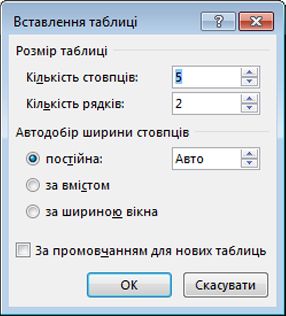 Вставлення таблиці
Розмір таблиці
Кількість стовпців: 5
Кількість рядків: 2
Автодобір ширини стовпців
постійна: Авто
за вмістом
за шириною вікна
За промовчанням для нових таблиць
ОК Скасувати